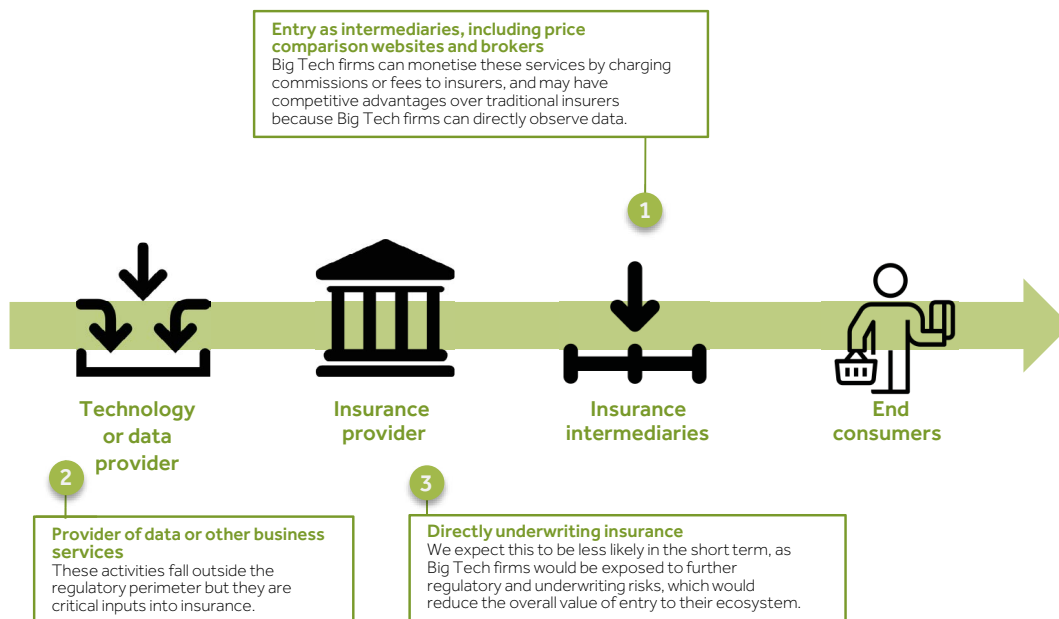 Entry as intermediaries, including price
comparison websites and brokers
Big Tech firms can monetise these services by charging
commissions or fees to insurers, and may have
competitive advantages over traditional insurers
because Big Tech firms can directly observe data.
1
Technology
or data
provider
Insurance
provider
Insurance
intermediaries
End
consumers
2
Provider of data or other business
services
These activities fall outside the
regulatory perimeter but they are
critical inputs into insurance.
3
Directly underwriting insurance
We expect this to be less likely in the short term, as
Big Tech firms would be exposed to further
regulatory and underwriting risks, which would
reduce the overall value of entry to their ecosystem.